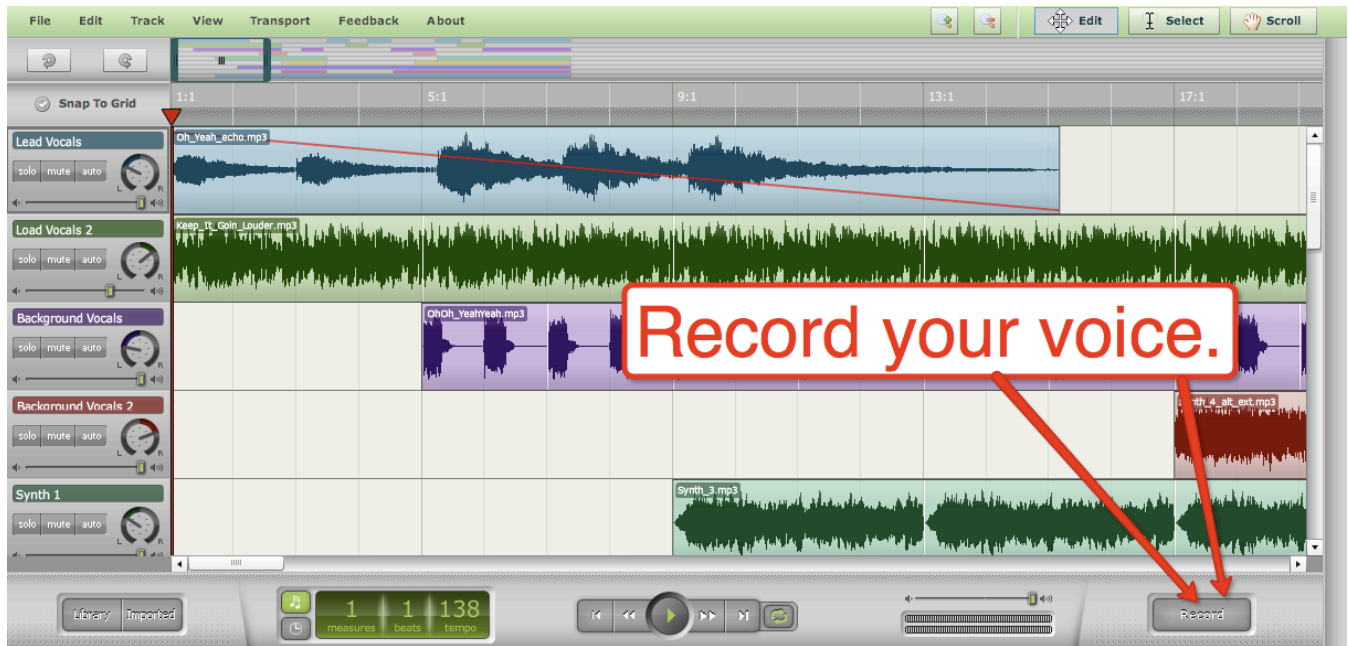 File Edit Track View Transport Feedback About
Edit Select Scroll
Snap To Grid
1:1 5:1 9:1 13:1 17:1
Lead Vocals
Oh_Yeah_echo.mp3
solo mute auto
L R
Load Vocals 2
Keep_It_Goin_Louder.mp3
solo mute auto
L R
Background Vocals
OhOh_YeahYeah.mp3
solo mute auto
L R
Record your voice.
Background Vocals 2
solo mute auto
L R
Synth_4_alt_ext.mp3
Synth 1
Synth_3.mp3
solo mute auto
L R
Library Imported
1 1 138
measures beats tempo
Record